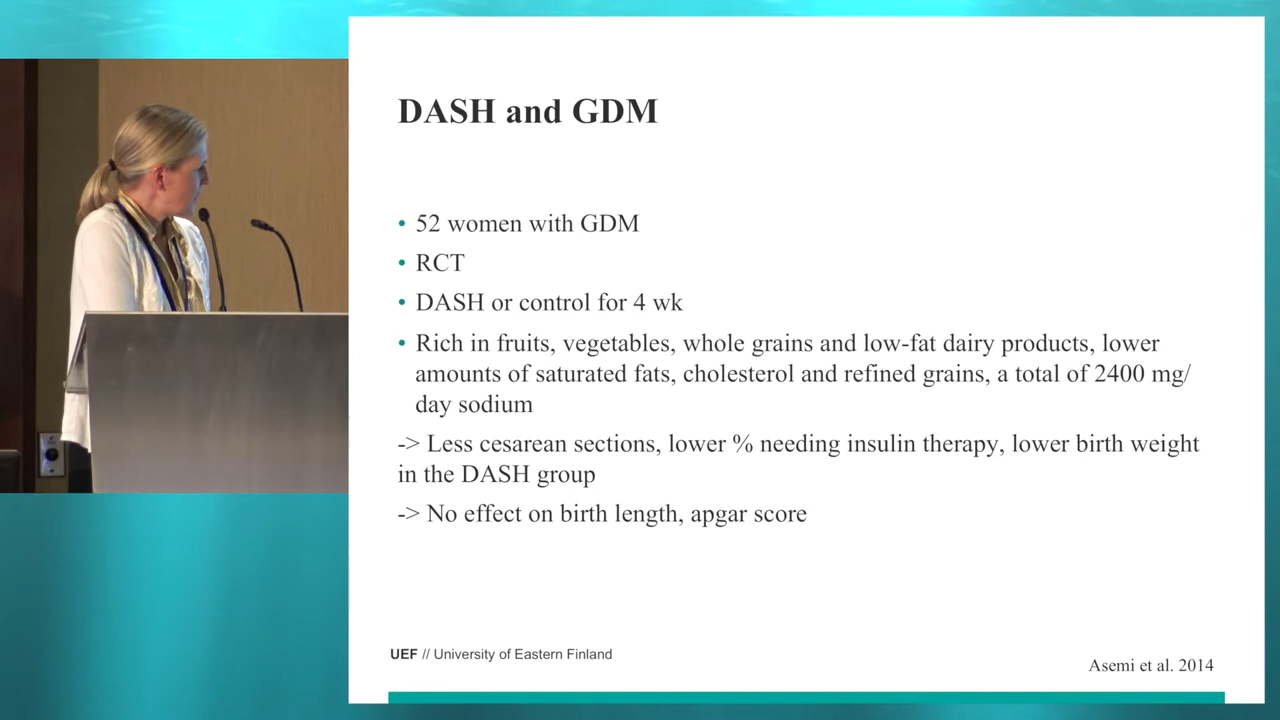 DASH and GDM
• 52 women with GDM
• RCT
• DASH or control for 4 wk
• Rich in fruits, vegetables, whole grains and low-fat dairy products, lower
amounts of saturated fats, cholesterol and refined grains, a total of 2400 mg/
day sodium
-> Less cesarean sections, lower % needing insulin therapy, lower birth weight
in the DASH group
-> No effect on birth length, apgar score
UEF // University of Eastern Finland
Asemi et al. 2014